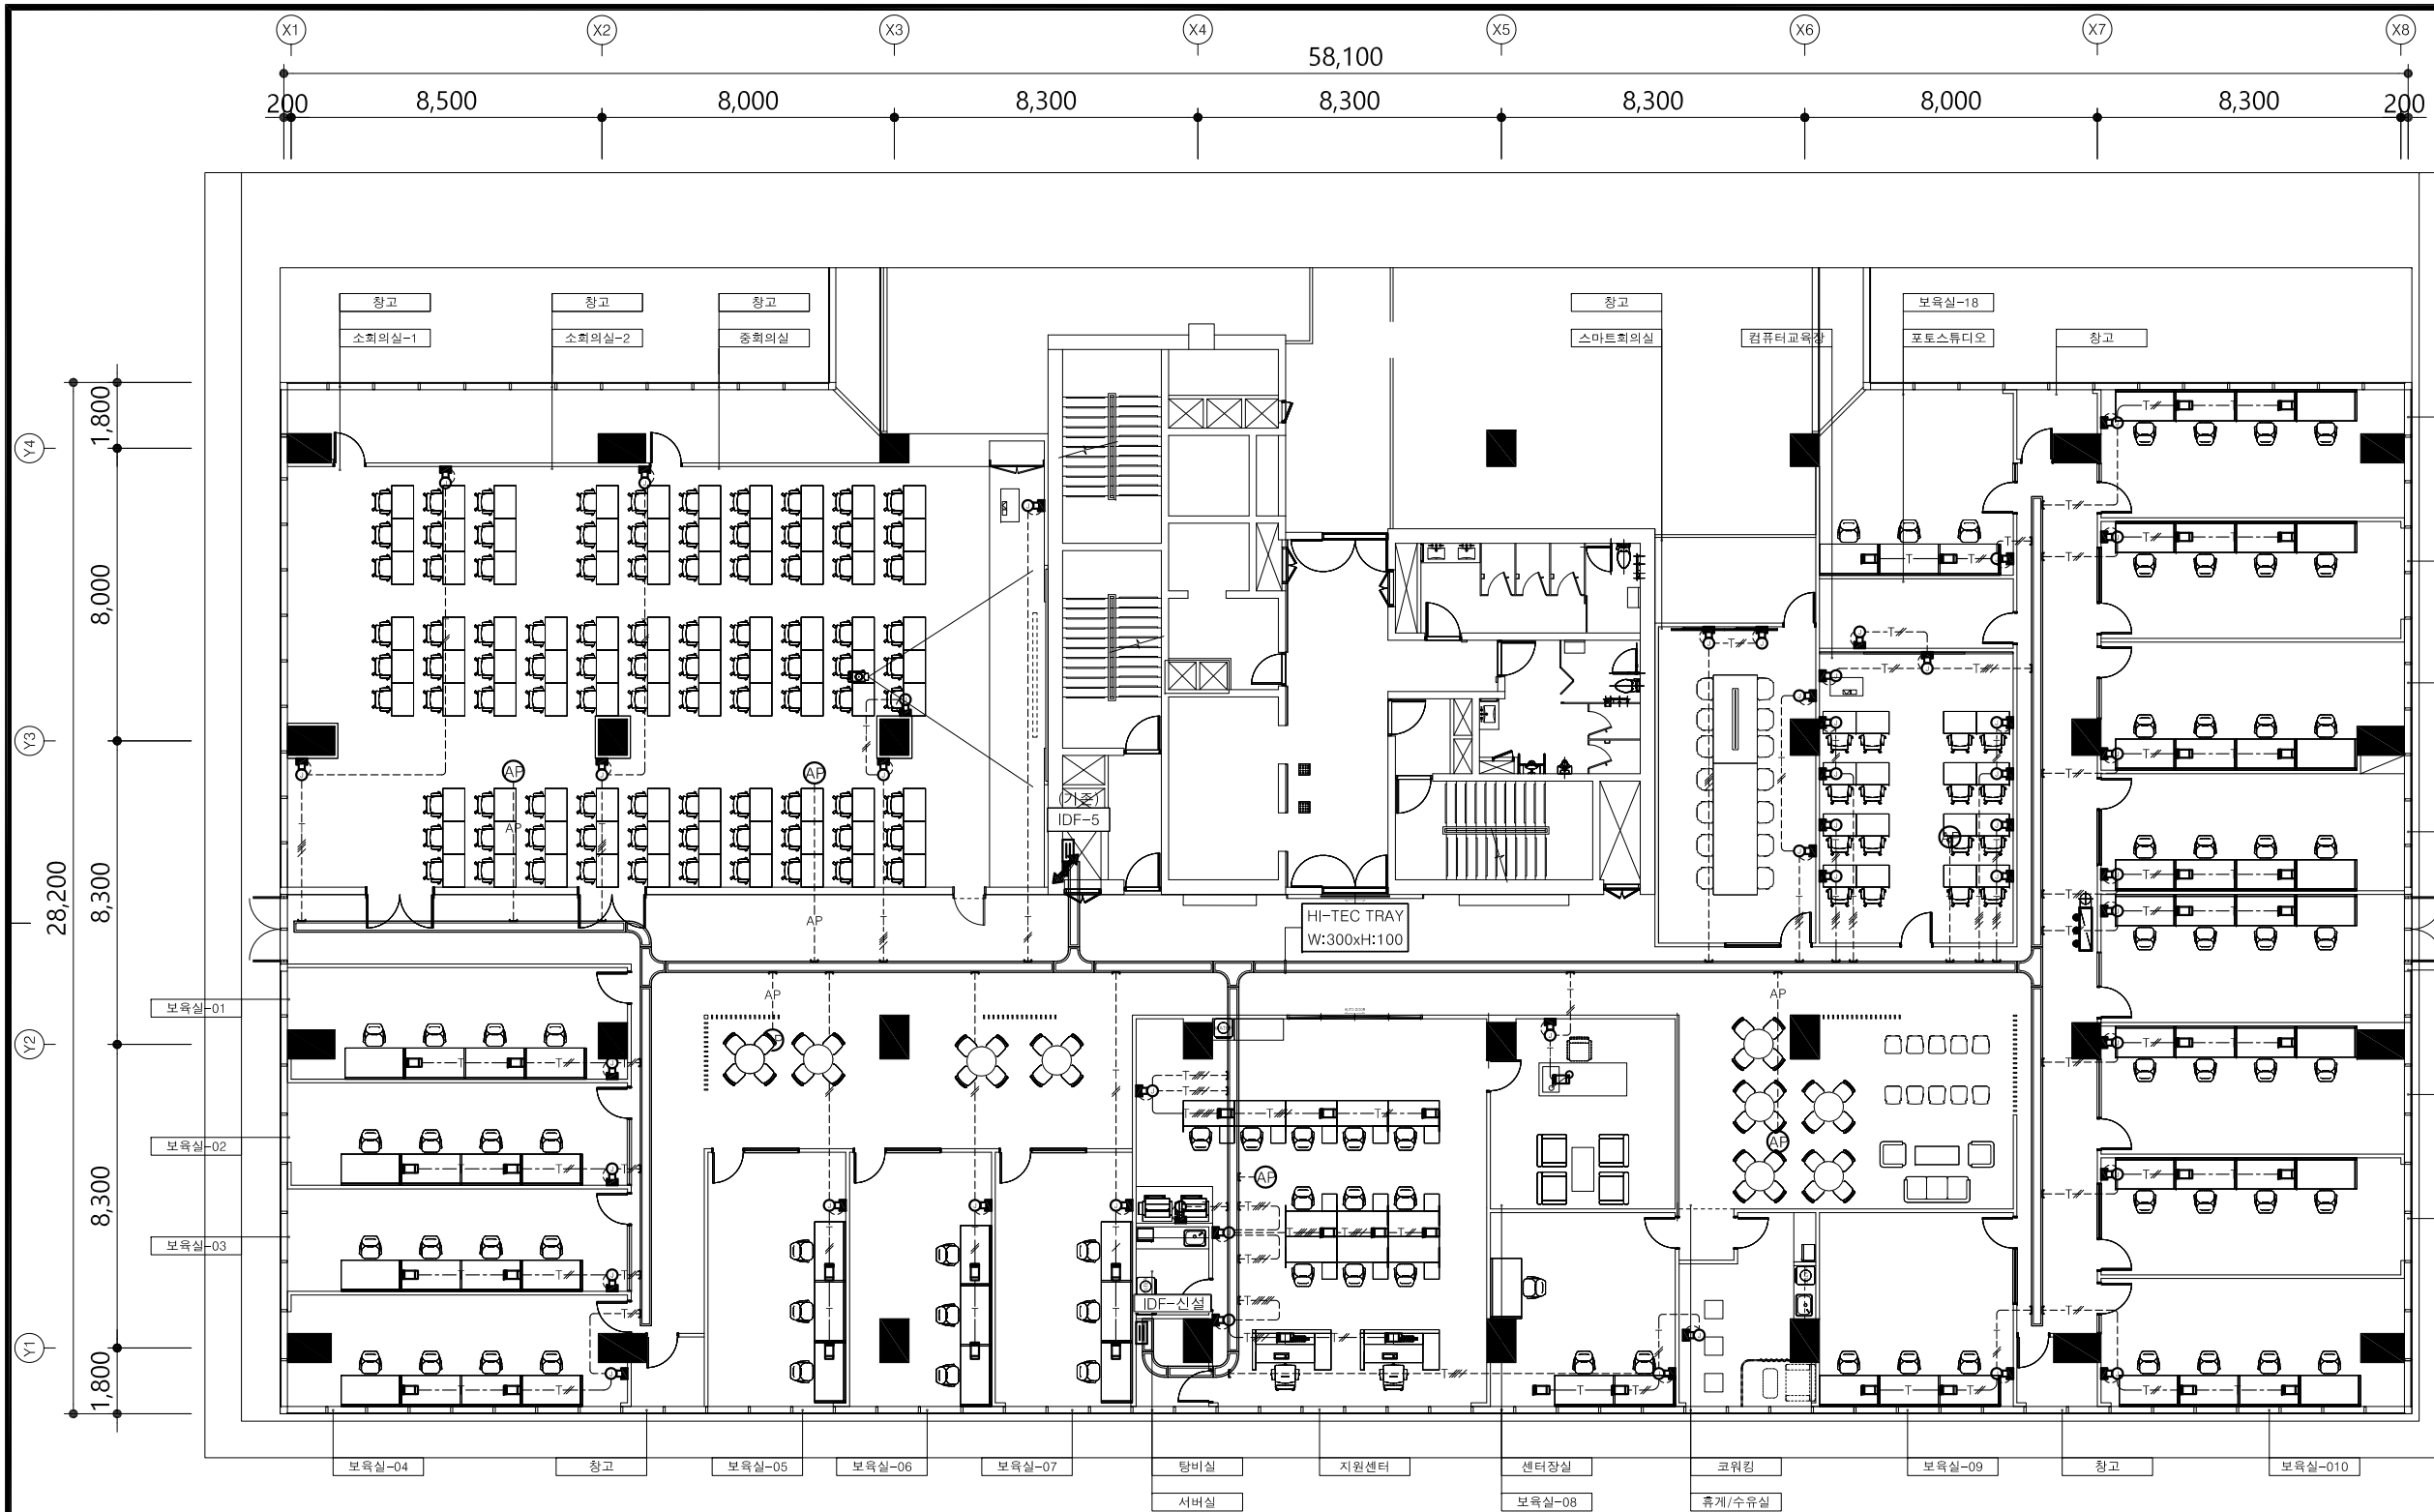 X1 X2 X3 X4 X5 X6 X7 X8
58,100
200 8,500 8,000 8,300 8,300 8,300 8,000 8,300 200
창고 창고 창고 창고 보육실-18
소회의실-1 소회의실-2 중회의실 스마트회의실 컴퓨터교육장 포토스튜디오 창고
1,800
Y4
8,000
Y3
AP AP
(기존)
IDF-5
AP AP
28,200
8,300
AP
HI-TEC TRAY
W:300xH:100
AP AP
보육실-01
Y2
보육실-02
AP AP
8,300
보육실-03
IDF-신설
Y1
1,800
보육실-04 창고 보육실-05 보육실-06 보육실-07 탕비실 지원센터 센터장실 코워킹 보육실-09 창고 보육실-010
서버실 보육실-08 휴게/수유실